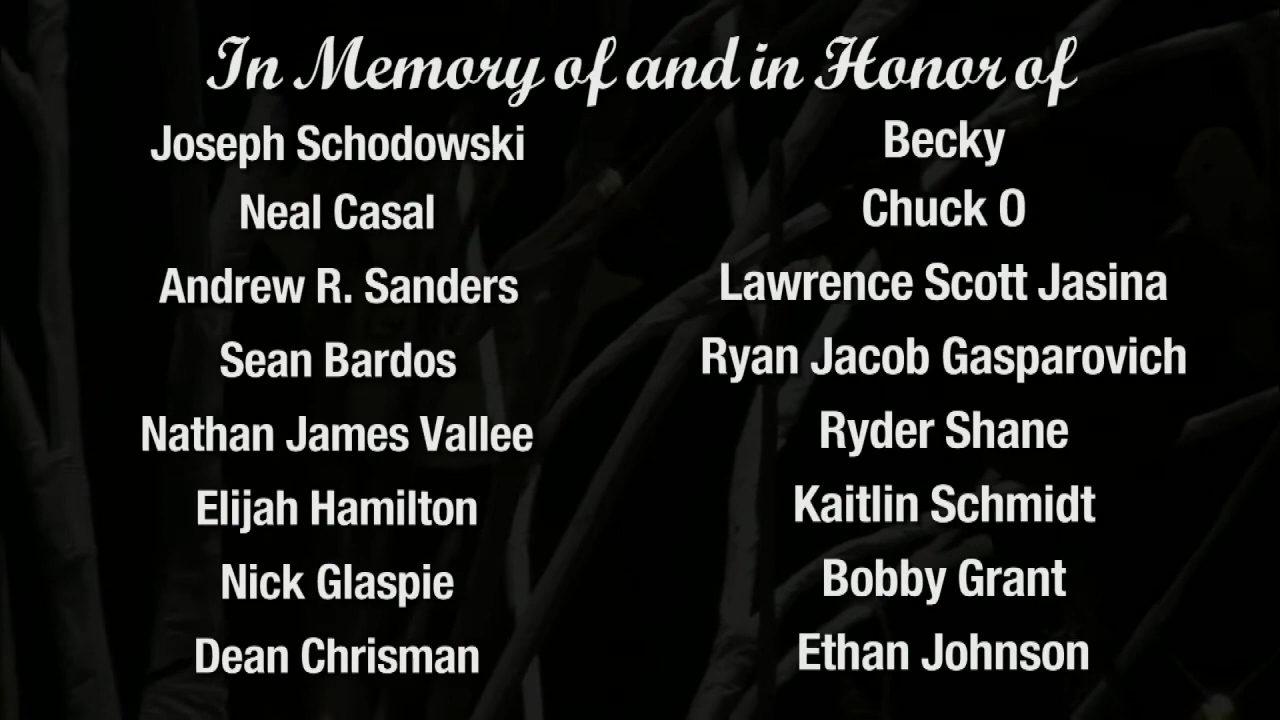 In Memory of and in Honor of
Joseph Schodowski
Neal Casal
Andrew R. Sanders
Sean Bardos
Nathan James Vallee
Elijah Hamilton
Nick Glaspie
Dean Chrisman
Becky
Chuck O
Lawrence Scott Jasina
Ryan Jacob Gasparovich
Ryder Shane
Kaitlin Schmidt
Bobby Grant
Ethan Johnson